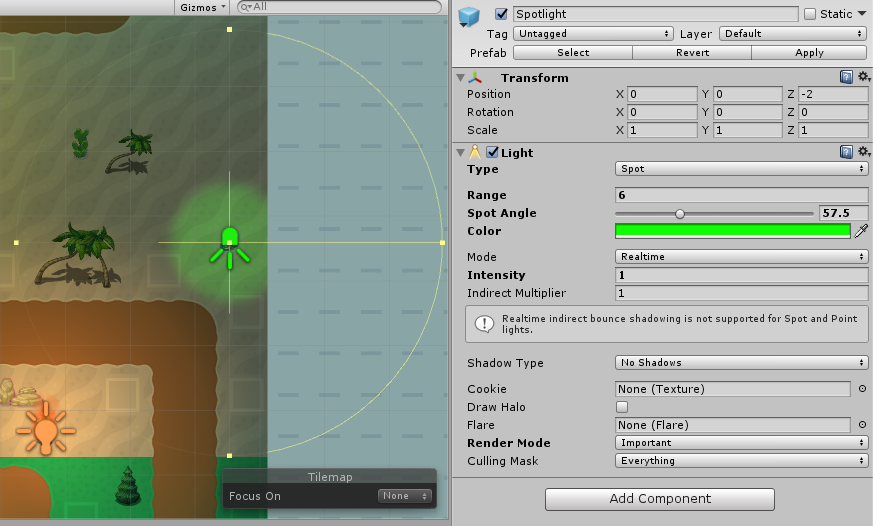 Gizmos All
Spotlight Static
Tag Untagged Layer Default
Prefab Select Revert Apply
Transform
Position X 0 Y 0 Z -2
Rotation X 0 Y 0 Z 0
Scale X 1 Y 1 Z 1
Light
Type Spot
Range 6
Spot Angle 57.5
Color
Mode Realtime
Intensity 1
Indirect Multiplier 1
Realtime indirect bounce shadowing is not supported for Spot and Point
lights.
Shadow Type No Shadows
Cookie None (Texture)
Draw Halo
Flare None (Flare)
Render Mode Important
Culling Mask Everything
Add Component
Tilemap
Focus On None